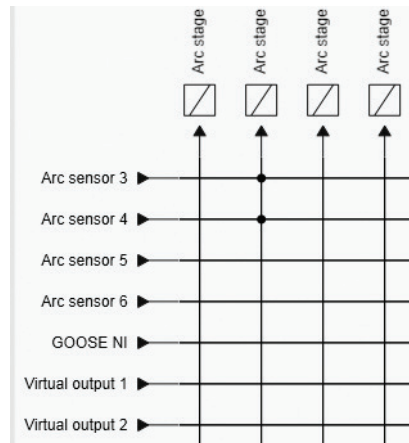 Arc stage
Arc stage
Arc stage
Arc stage
Arc sensor 3
Arc sensor 4
Arc sensor 5
Arc sensor 6
GOOSE NI
Virtual output 1
Virtual output 2